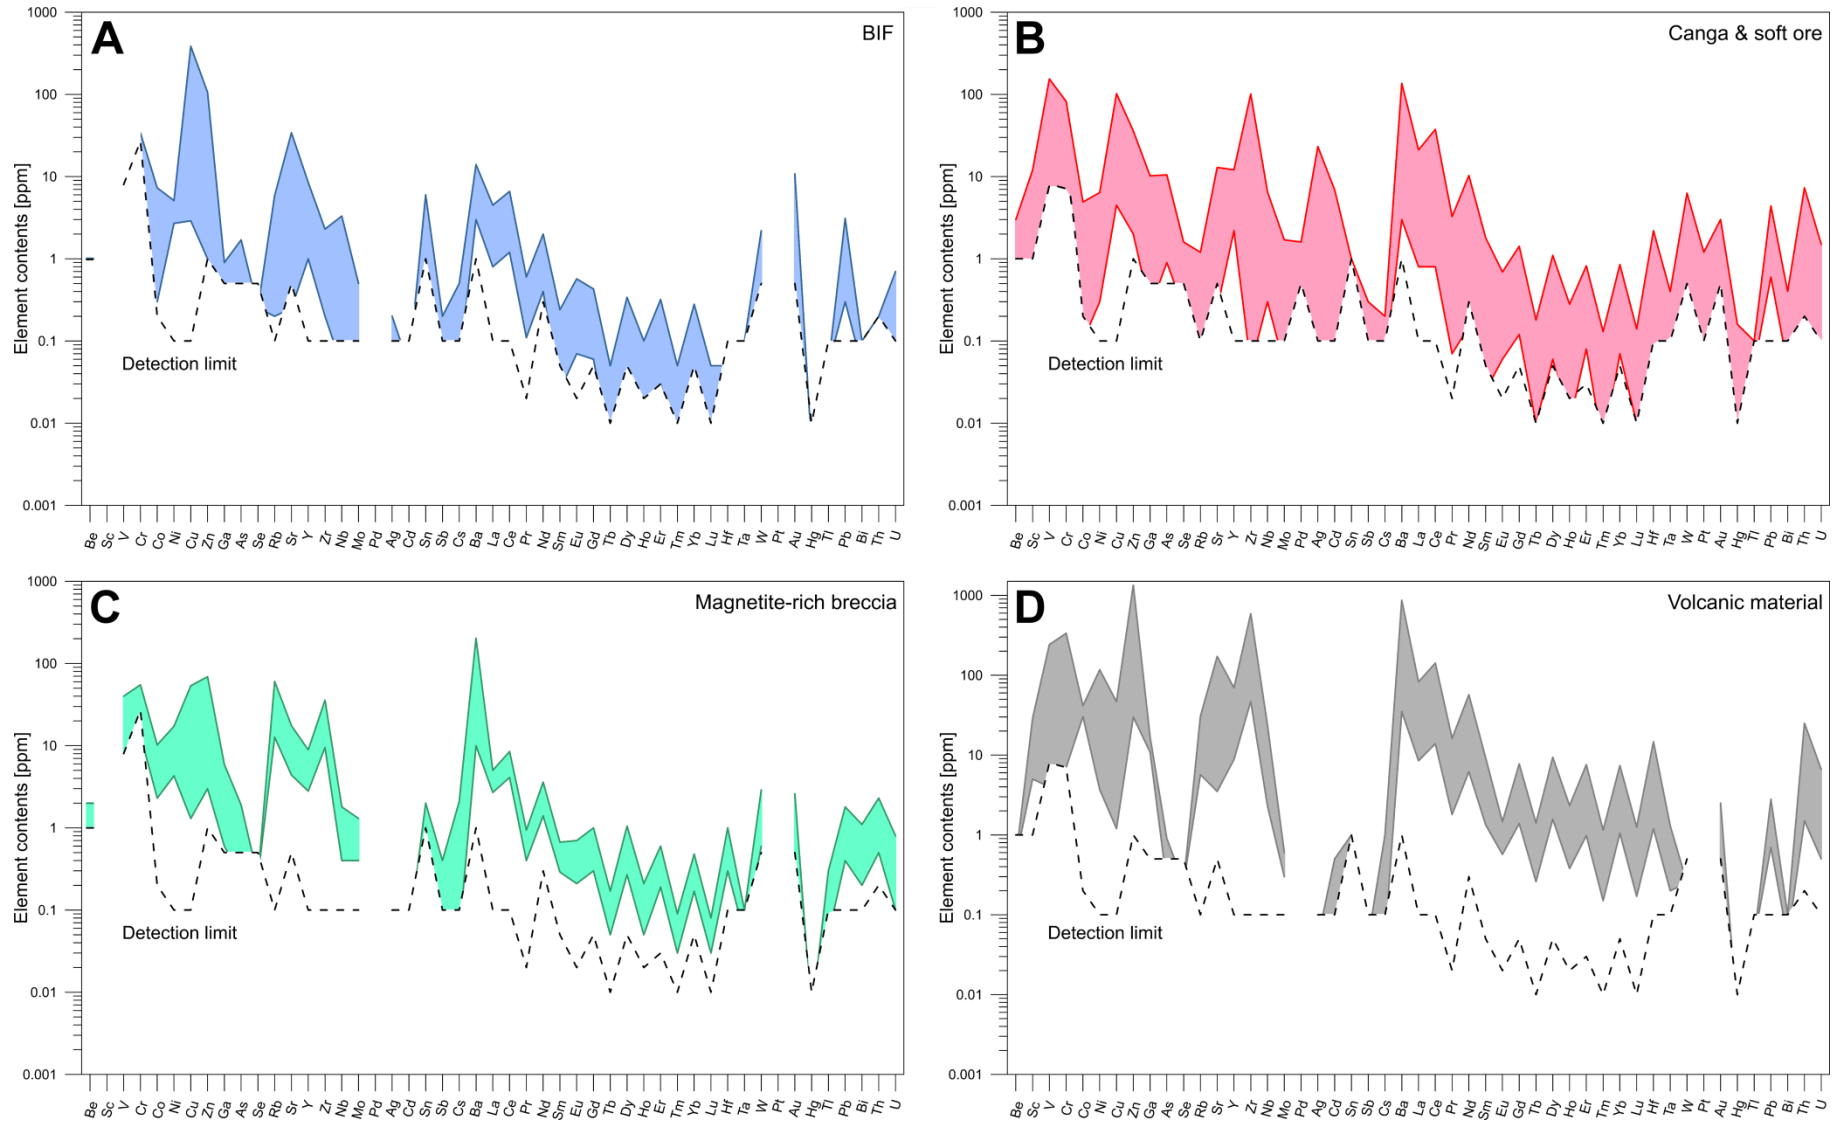 A
BIF
1000
100
10
1
0.1
0.01
0.001
Element contents [ppm]
Detection limit
Be Sc V Cr Co Ni Cu Zn Ga As Se Rb Sr Y Zr Nb Mo Pd Ag Cd Sn Sb Cs Ba La Ce Pr Nd Sm Eu Gd Tb Dy Ho Er Tm Yb Lu Hf Ta W Pt Au Hg Tl Pb Bi Th U
B
Canga & soft ore
1000
100
10
1
0.1
0.01
0.001
Element contents [ppm]
Detection limit
Be Sc V Cr Co Ni Cu Zn Ga As Se Rb Sr Y Zr Nb Mo Pd Ag Cd Sn Sb Cs Ba La Ce Pr Nd Sm Eu Gd Tb Dy Ho Er Tm Yb Lu Hf Ta W Pt Au Hg Tl Pb Bi Th U
C
Magnetite-rich breccia
1000
100
10
1
0.1
0.01
0.001
Element contents [ppm]
Detection limit
Be Sc V Cr Co Ni Cu Zn Ga As Se Rb Sr Y Zr Nb Mo Pd Ag Cd Sn Sb Cs Ba La Ce Pr Nd Sm Eu Gd Tb Dy Ho Er Tm Yb Lu Hf Ta W Pt Au Hg Tl Pb Bi Th U
D
Volcanic material
1000
100
10
1
0.1
0.01
0.001
Element contents [ppm]
Detection limit
Be Sc V Cr Co Ni Cu Zn Ga As Se Rb Sr Y Zr Nb Mo Pd Ag Cd Sn Sb Cs Ba La Ce Pr Nd Sm Eu Gd Tb Dy Ho Er Tm Yb Lu Hf Ta W Pt Au Hg Tl Pb Bi Th U